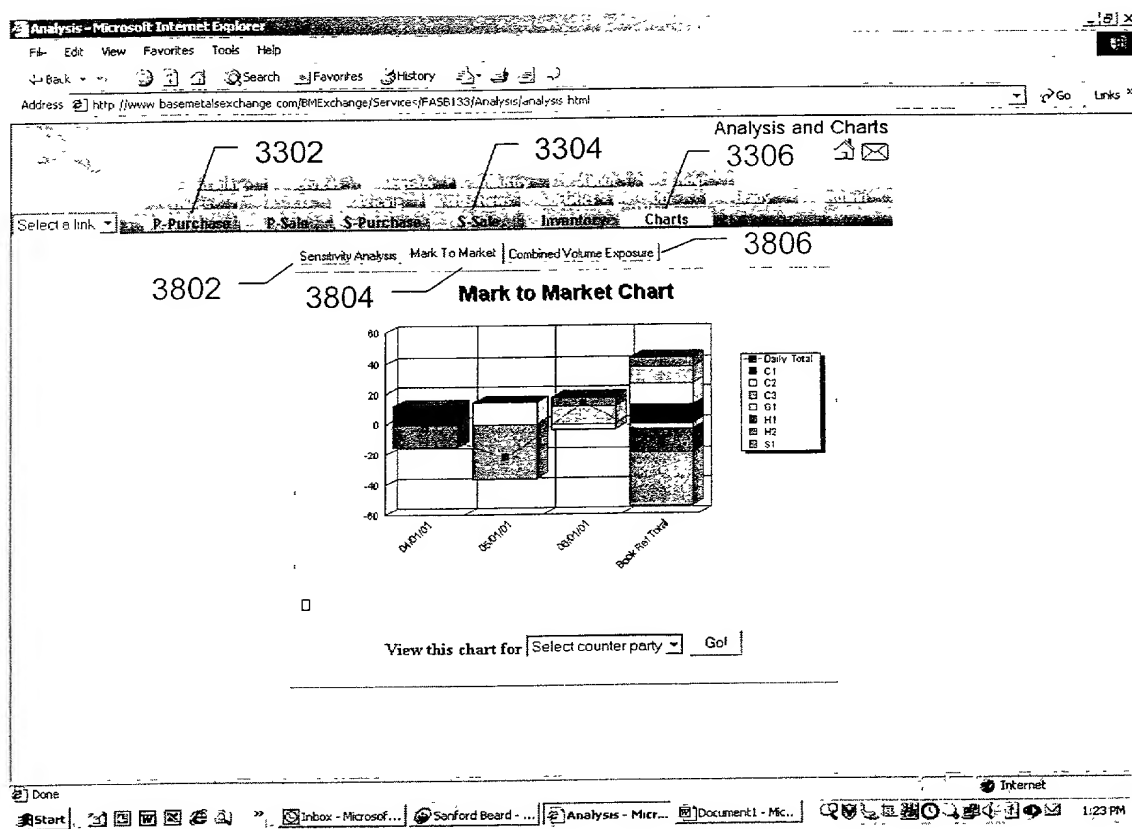 Analysis - Microsoft Internet Explorer
File Edit View Favorites Tools Help
Back Search Favorites History
Address http //www basemetalsexchange com/BMExchange/Services/FASB133/Analysis/analysis html Go Links »
Analysis and Charts
3302 3304 3306
Select a link P-Purchase P-Sale S-Purchase S-Sale Inventory Charts
Sensitivity Analysis Mark To Market Combined Volume Exposure 3806
3802 3804
Mark to Market Chart
60
40
20
0
-20
-40
-60
04/01/01 05/01/01 Book Ref Total
Daily Total
C1
C2
C3
G1
H1
H2
S1
View this chart for Select counter party Go!
Done Internet
Start » Inbox - Microsof... Sanford Beard - ... Analysis - Micr... Document1 - Mic... 1:23 PM